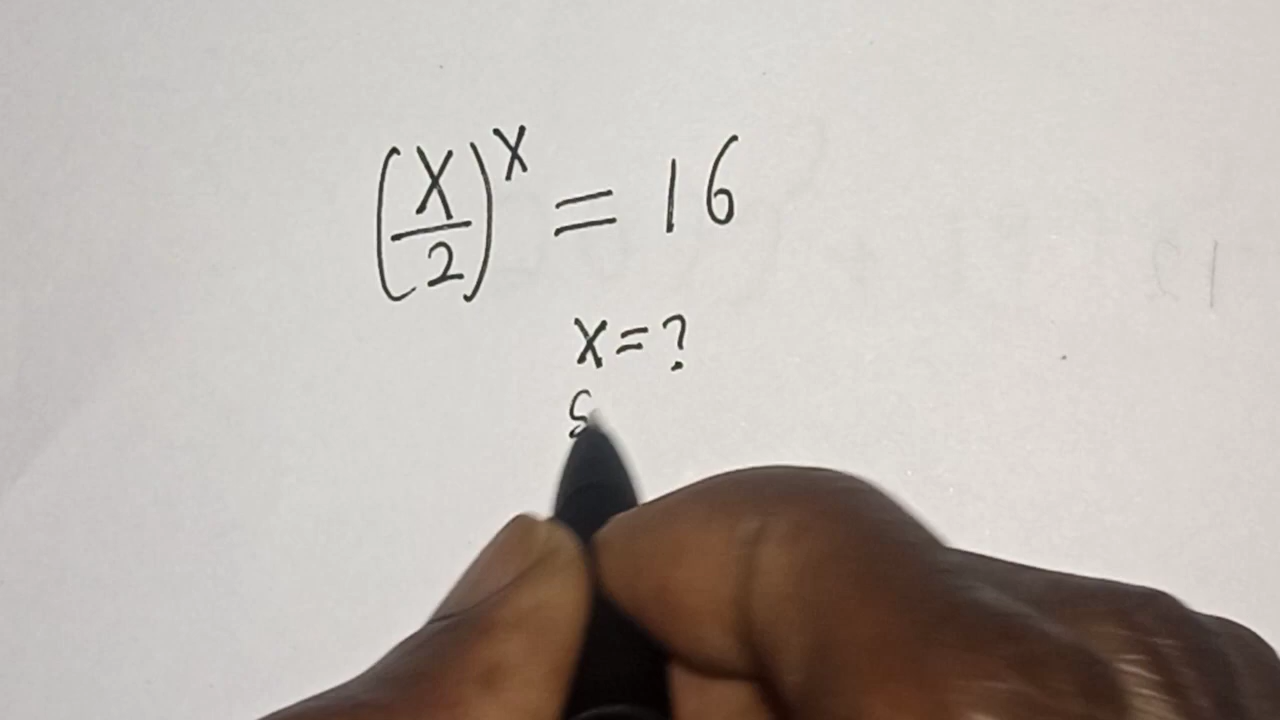 (X/2)^X = 16
X = ?
S